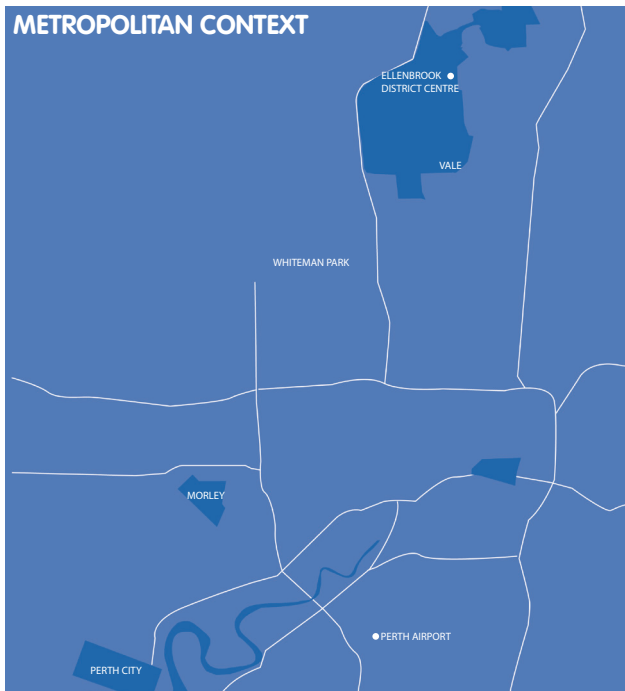 METROPOLITAN CONTEXT
ELLENBROOK
DISTRICT CENTRE
VALE
WHITEMAN PARK
MORLEY
PERTH AIRPORT
PERTH CITY